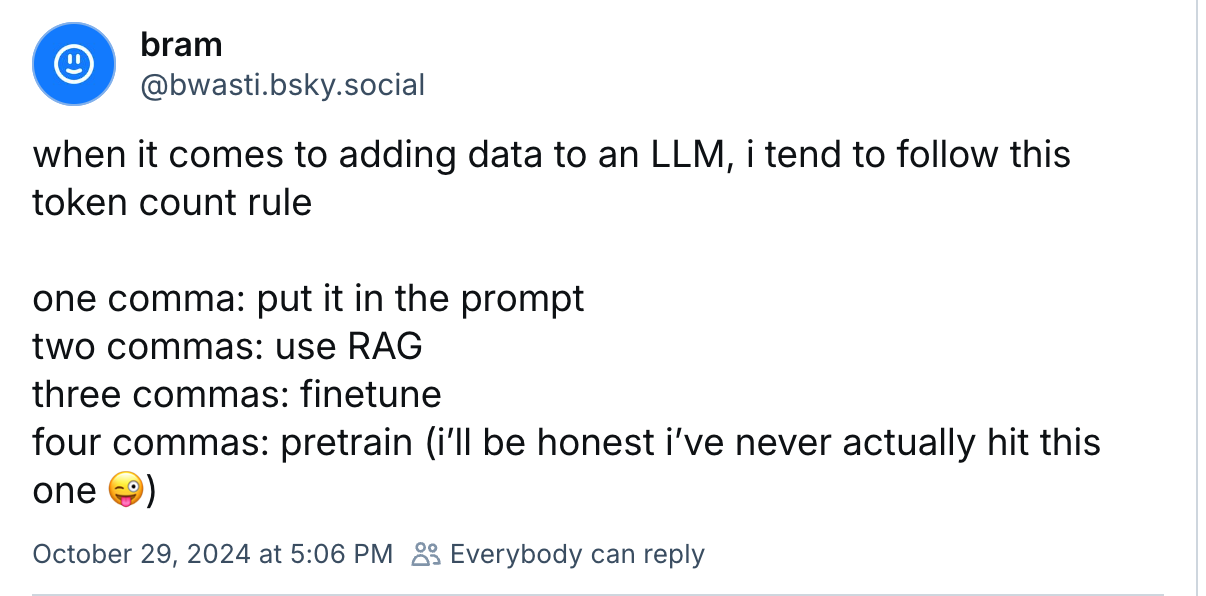 bram
@bwasti.bsky.social
when it comes to adding data to an LLM, i tend to follow this
token count rule
one comma: put it in the prompt
two commas: use RAG
three commas: finetune
four commas: pretrain (i’ll be honest i’ve never actually hit this
one 😜)
October 29, 2024 at 5:06 PM Everybody can reply